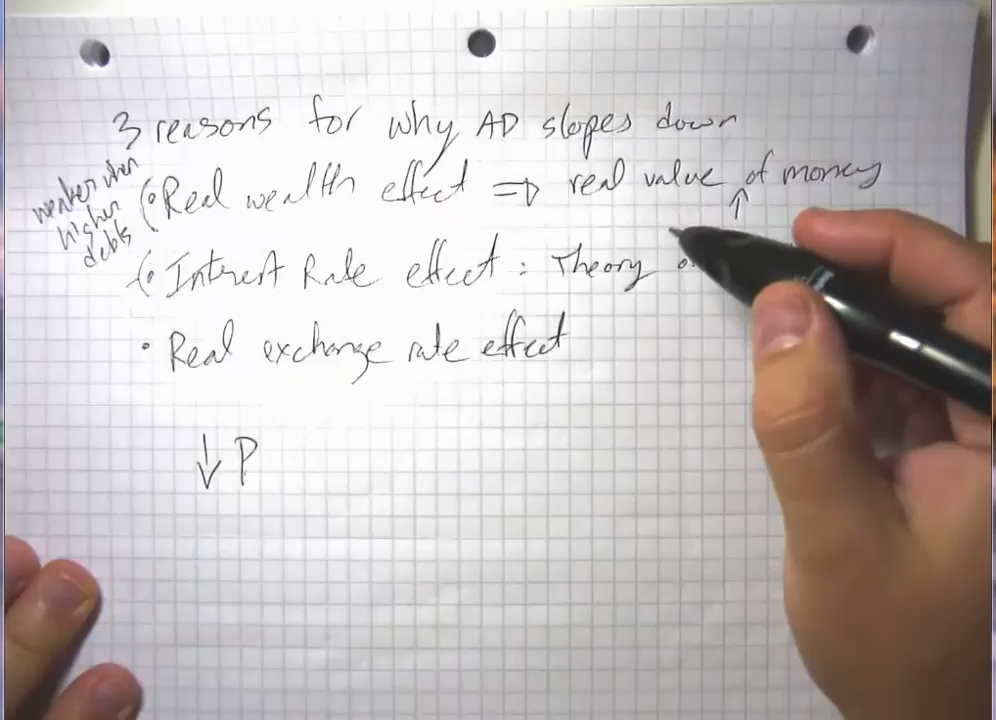 3 reasons for why AD slopes down
weaker when
higher
debts
• Real wealth effect ⇒ real value of money
↑
• Interest Rate effect : Theory
• Real exchange rate effect
↓ P